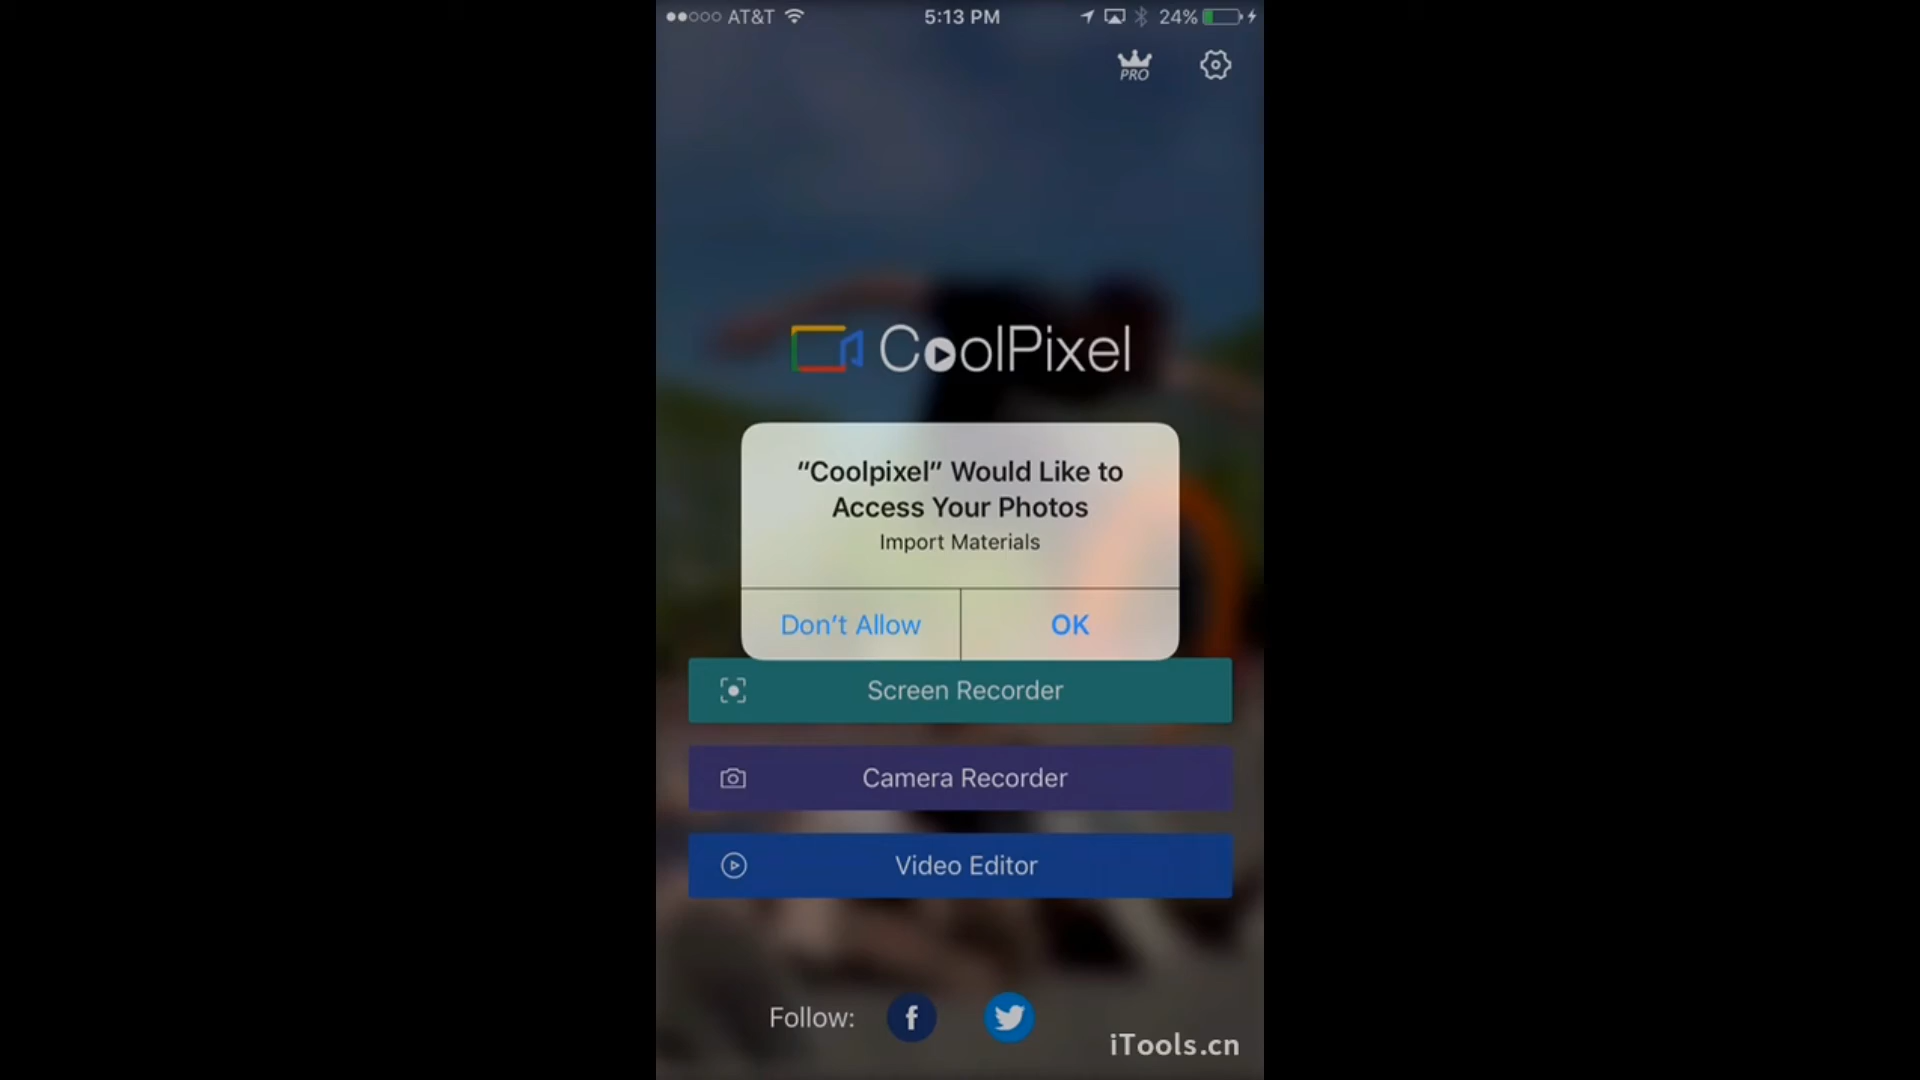 AT&T 5:13 PM 24%
PRO
CoolPixel
"Coolpixel" Would Like to
Access Your Photos
Import Materials
Don't Allow OK
Screen Recorder
Camera Recorder
Video Editor
Follow:
iTools.cn